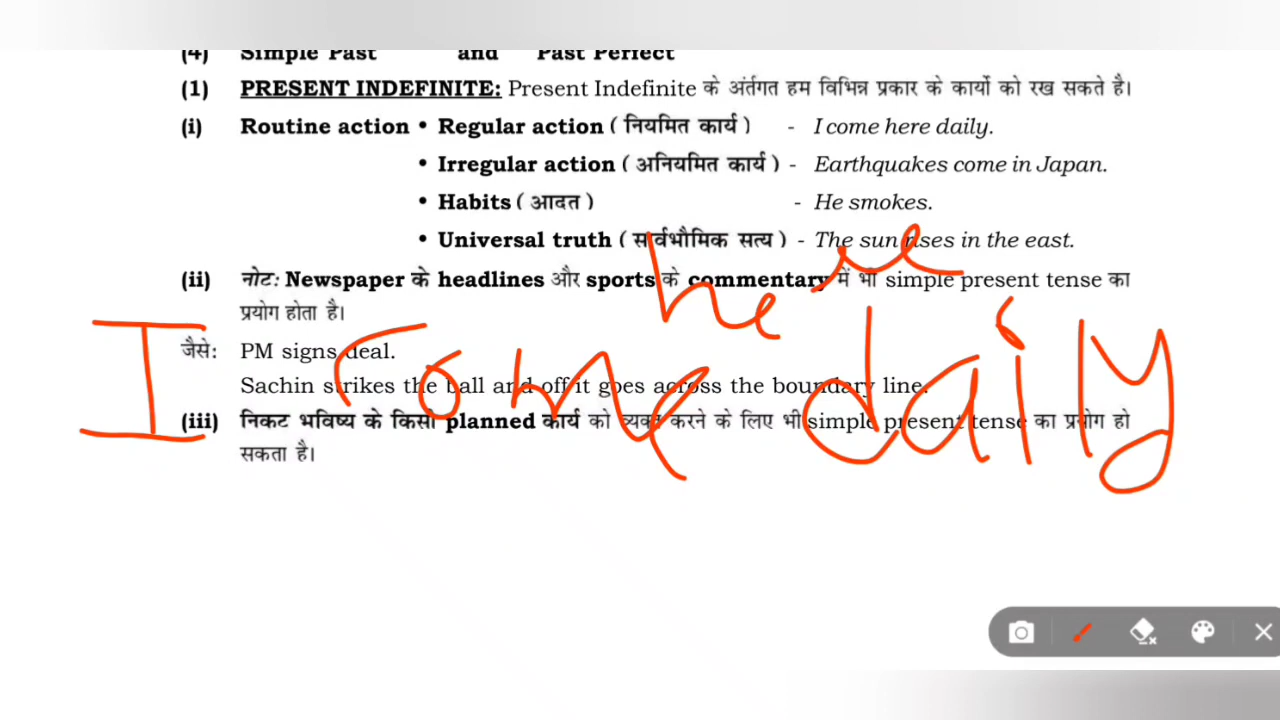 (4) Simple Past and Past Perfect
(1) PRESENT INDEFINITE: Present Indefinite के अंर्तगत हम विभिन्न प्रकार के कार्यो को रख सकते है।
(i) Routine action • Regular action ( नियमित कार्य ) - I come here daily.
• Irregular action ( अनियमित कार्य ) - Earthquakes come in Japan.
• Habits ( आदत ) - He smokes.
• Universal truth ( सार्वभौमिक सत्य ) - The sun rises in the east.
(ii) नोट: Newspaper के headlines और sports के commentary में भी simple present tense का
प्रयोग होता है।
जैसे: PM signs deal.
Sachin strikes the ball and off it goes across the boundary line.
(iii) निकट भविष्य के किसी planned कार्य को व्यक्त करने के लिए भी simple present tense का प्रयोग हो
सकता है।
I come here daily